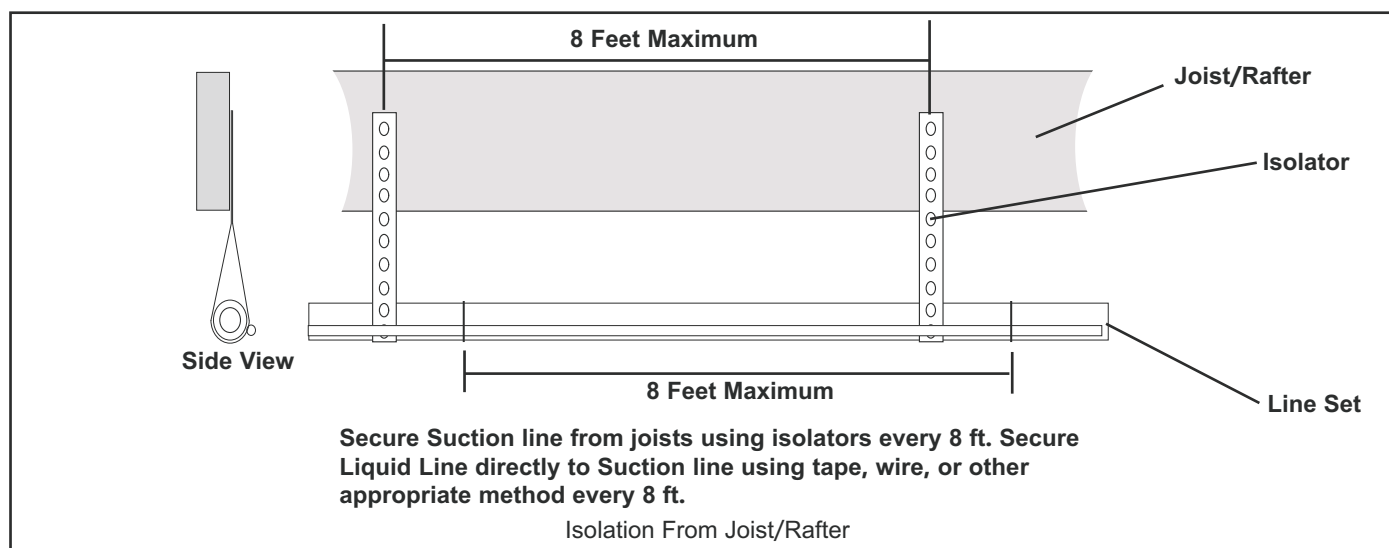 8 Feet Maximum
Joist/Rafter
Isolator
Side View
8 Feet Maximum
Line Set
Secure Suction line from joists using isolators every 8 ft. Secure
Liquid Line directly to Suction line using tape, wire, or other
appropriate method every 8 ft.
Isolation From Joist/Rafter